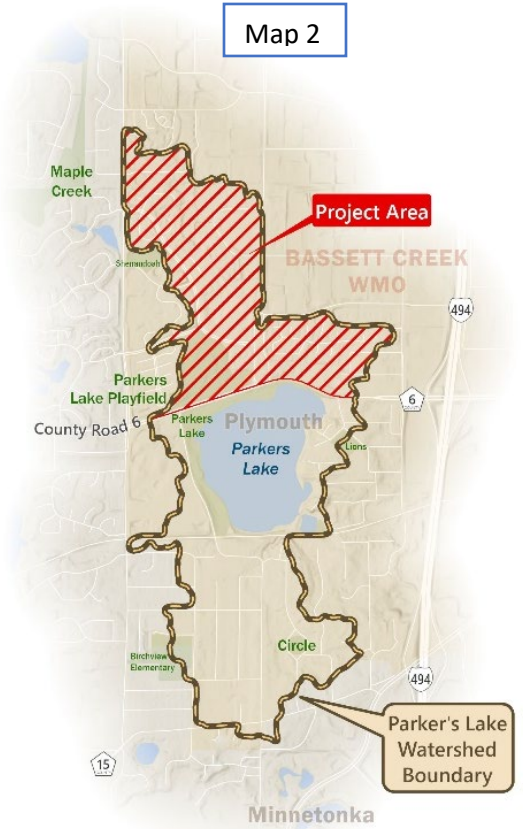 Map 2
Maple
Creek
Project Area
Shenandoah
BASSETT CREEK
WMO
494
Parkers
Lake Playfield
6
County Road 6
Parkers
Lake
Plymouth
Parkers
Lake
Lions
Circle
Birchview
Elementary
494
Parker's Lake
Watershed
Boundary
15
Minnetonka